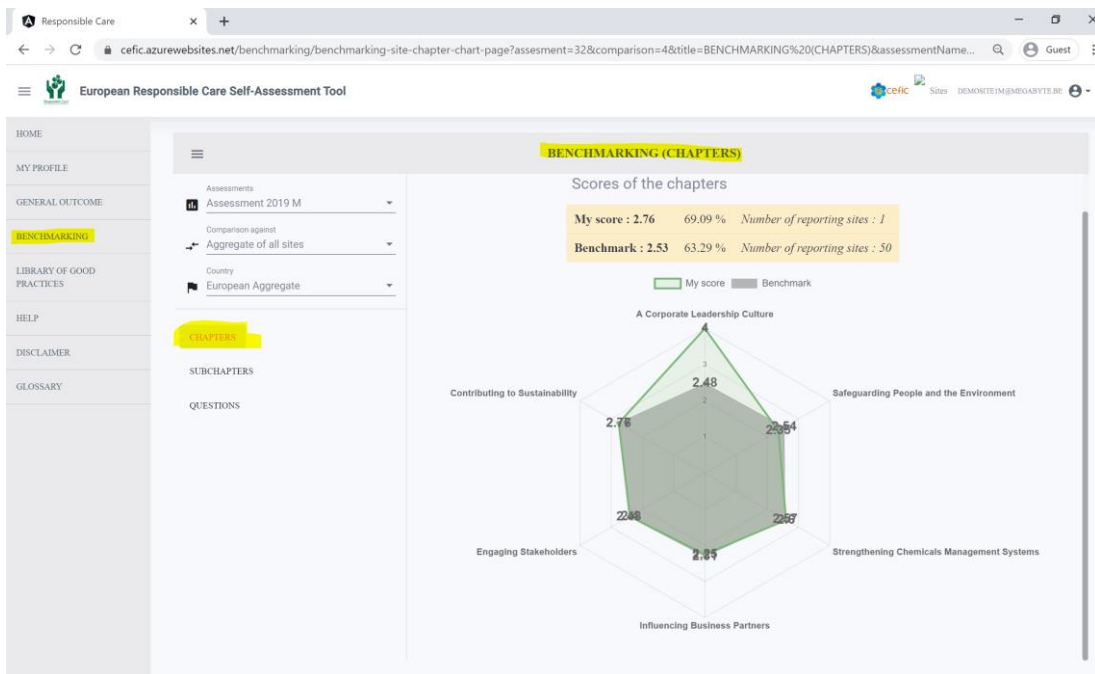 Responsible Care
cefic.azurewebsites.net/benchmarking/benchmarking-site-chapter-chart-page?assesment=32&comparison=4&title=BENCHMARKING%20(CHAPTERS)&assessmentName...
Guest
European Responsible Care Self-Assessment Tool
cefic
Sites
DEMOSITE1M@MEGABYTE.BE
HOME
MY PROFILE
GENERAL OUTCOME
BENCHMARKING
LIBRARY OF GOOD
PRACTICES
HELP
DISCLAIMER
GLOSSARY
BENCHMARKING (CHAPTERS)
Assessments
Assessment 2019 M
Comparison against
Aggregate of all sites
Country
European Aggregate
CHAPTERS
SUBCHAPTERS
QUESTIONS
Scores of the chapters
My score : 2.76 69.09 % Number of reporting sites : 1
Benchmark : 2.53 63.29 % Number of reporting sites : 50
My score Benchmark
A Corporate Leadership Culture
4
3
2.48
2
1
Contributing to Sustainability
Safeguarding People and the Environment
Engaging Stakeholders
Strengthening Chemicals Management Systems
Influencing Business Partners